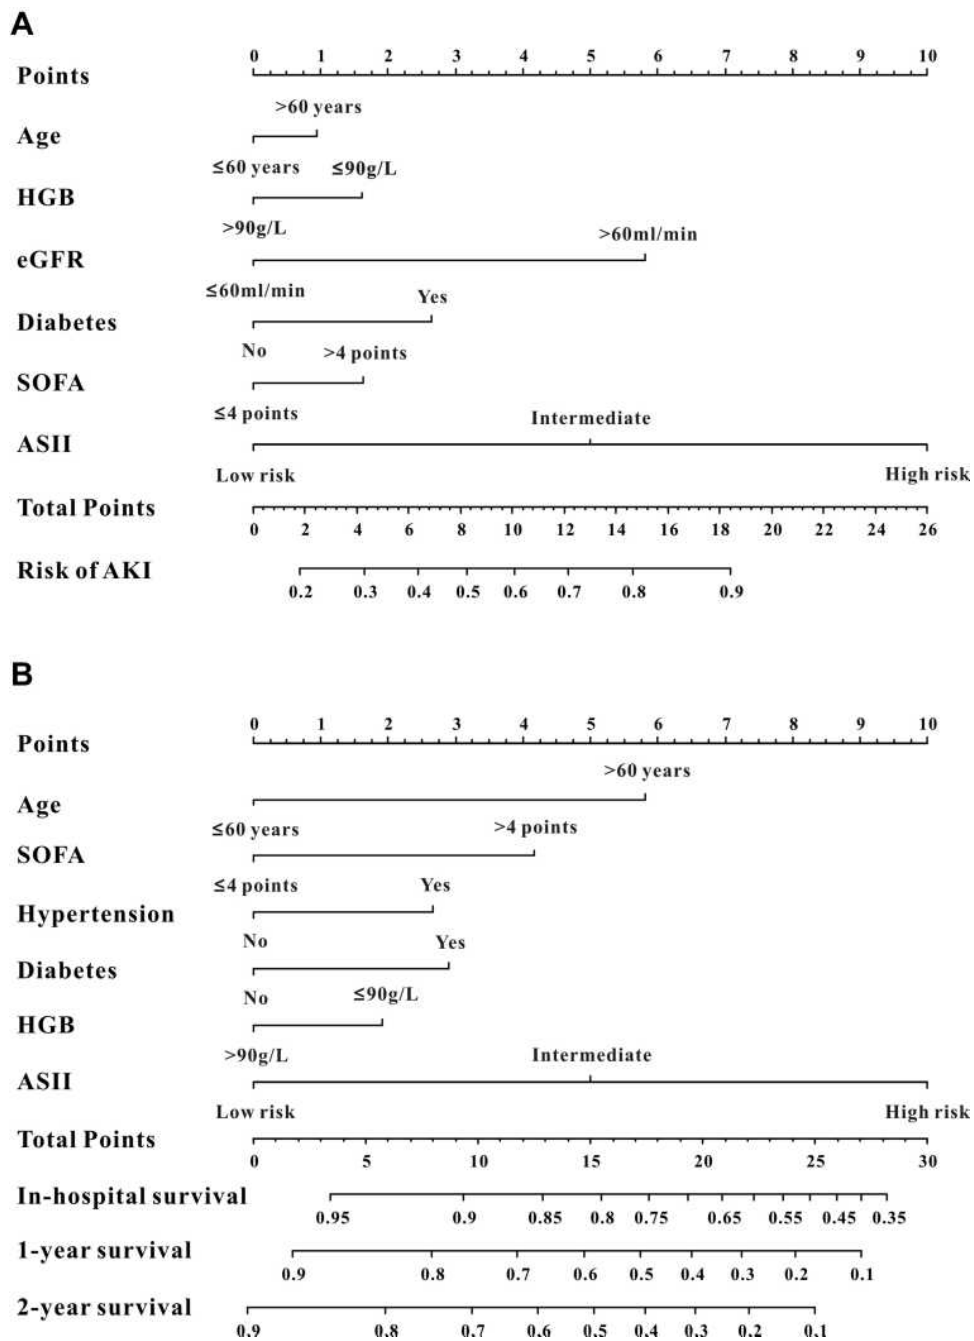 A
Points 0 1 2 3 4 5 6 7 8 9 10
>60 years
Age
≤60 years ≤90g/L
HGB
>90g/L >60ml/min
eGFR
≤60ml/min Yes
Diabetes
No >4 points
SOFA
≤4 points Intermediate
ASII
Low risk High risk
Total Points
0 2 4 6 8 10 12 14 16 18 20 22 24 26
Risk of AKI
0.2 0.3 0.4 0.5 0.6 0.7 0.8 0.9
B
Points 0 1 2 3 4 5 6 7 8 9 10
>60 years
Age
≤60 years >4 points
SOFA
≤4 points Yes
Hypertension
No Yes
Diabetes
No ≤90g/L
HGB
>90g/L Intermediate
ASII
Low risk High risk
Total Points
0 5 10 15 20 25 30
In-hospital survival
0.95 0.9 0.85 0.8 0.75 0.65 0.55 0.45 0.35
1-year survival
0.9 0.8 0.7 0.6 0.5 0.4 0.3 0.2 0.1
2-year survival
0.9 0.8 0.7 0.6 0.5 0.4 0.3 0.2 0.1